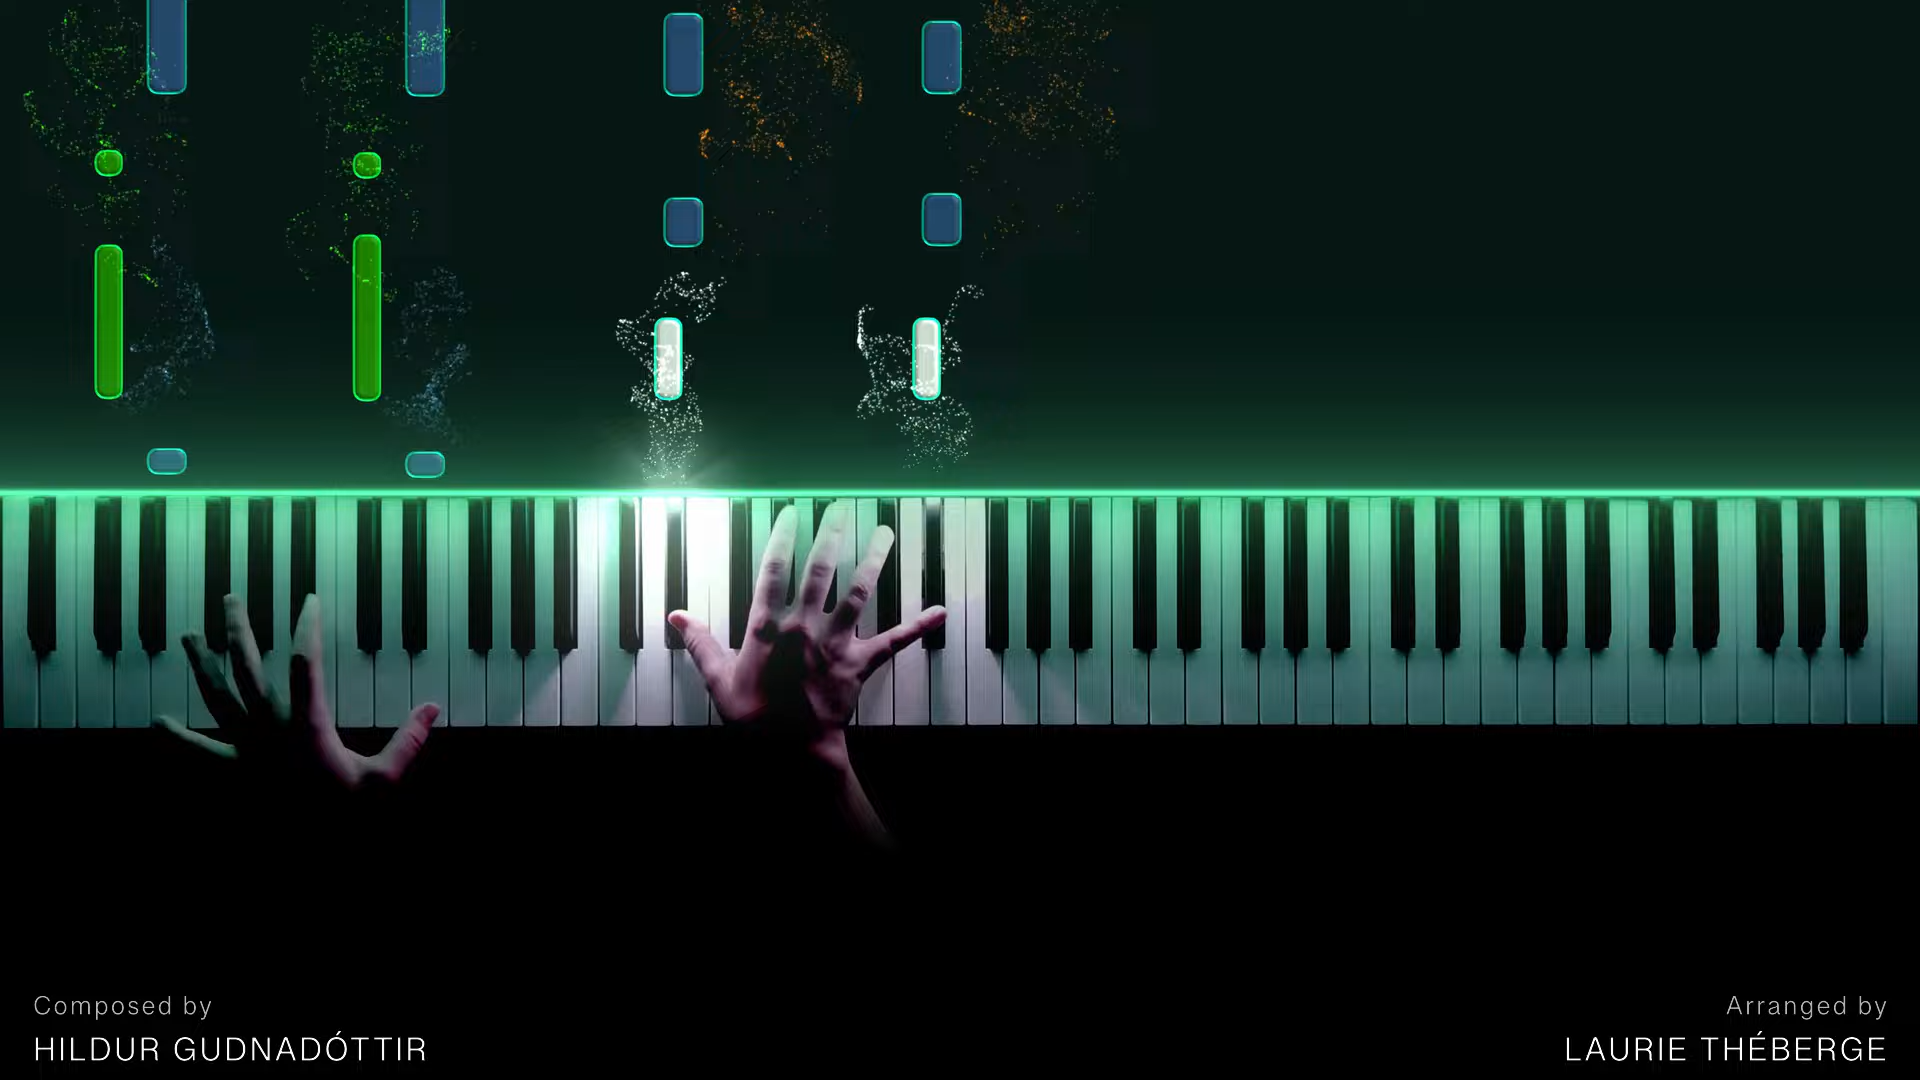 Composed by
HILDUR GUDNADÓTTIR
Arranged by
LAURIE THÉBERGE